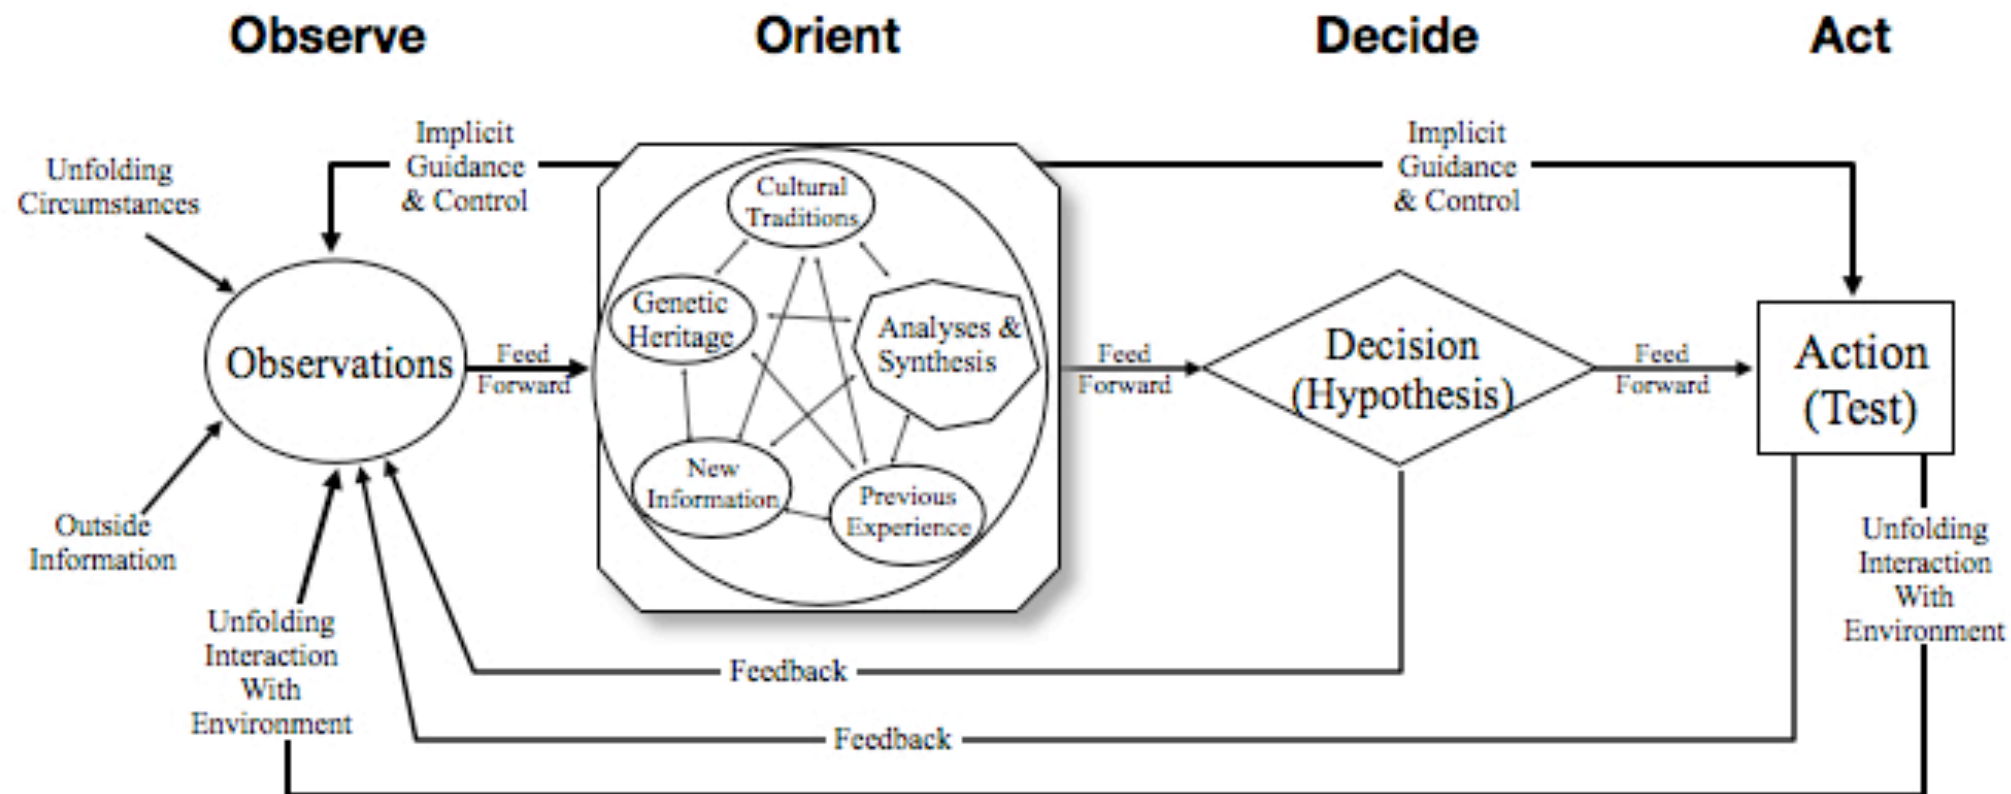 Observe
Orient
Decide
Act
Unfolding
Circumstances
Implicit
Guidance
& Control
Implicit
Guidance
& Control
Observations
Outside
Information
Feed
Forward
Cultural
Traditions
Genetic
Heritage
Analyses &
Synthesis
New
Information
Previous
Experience
Feed
Forward
Decision
(Hypothesis)
Feed
Forward
Action
(Test)
Unfolding
Interaction
With
Environment
Unfolding
Interaction
With
Environment
Feedback
Feedback